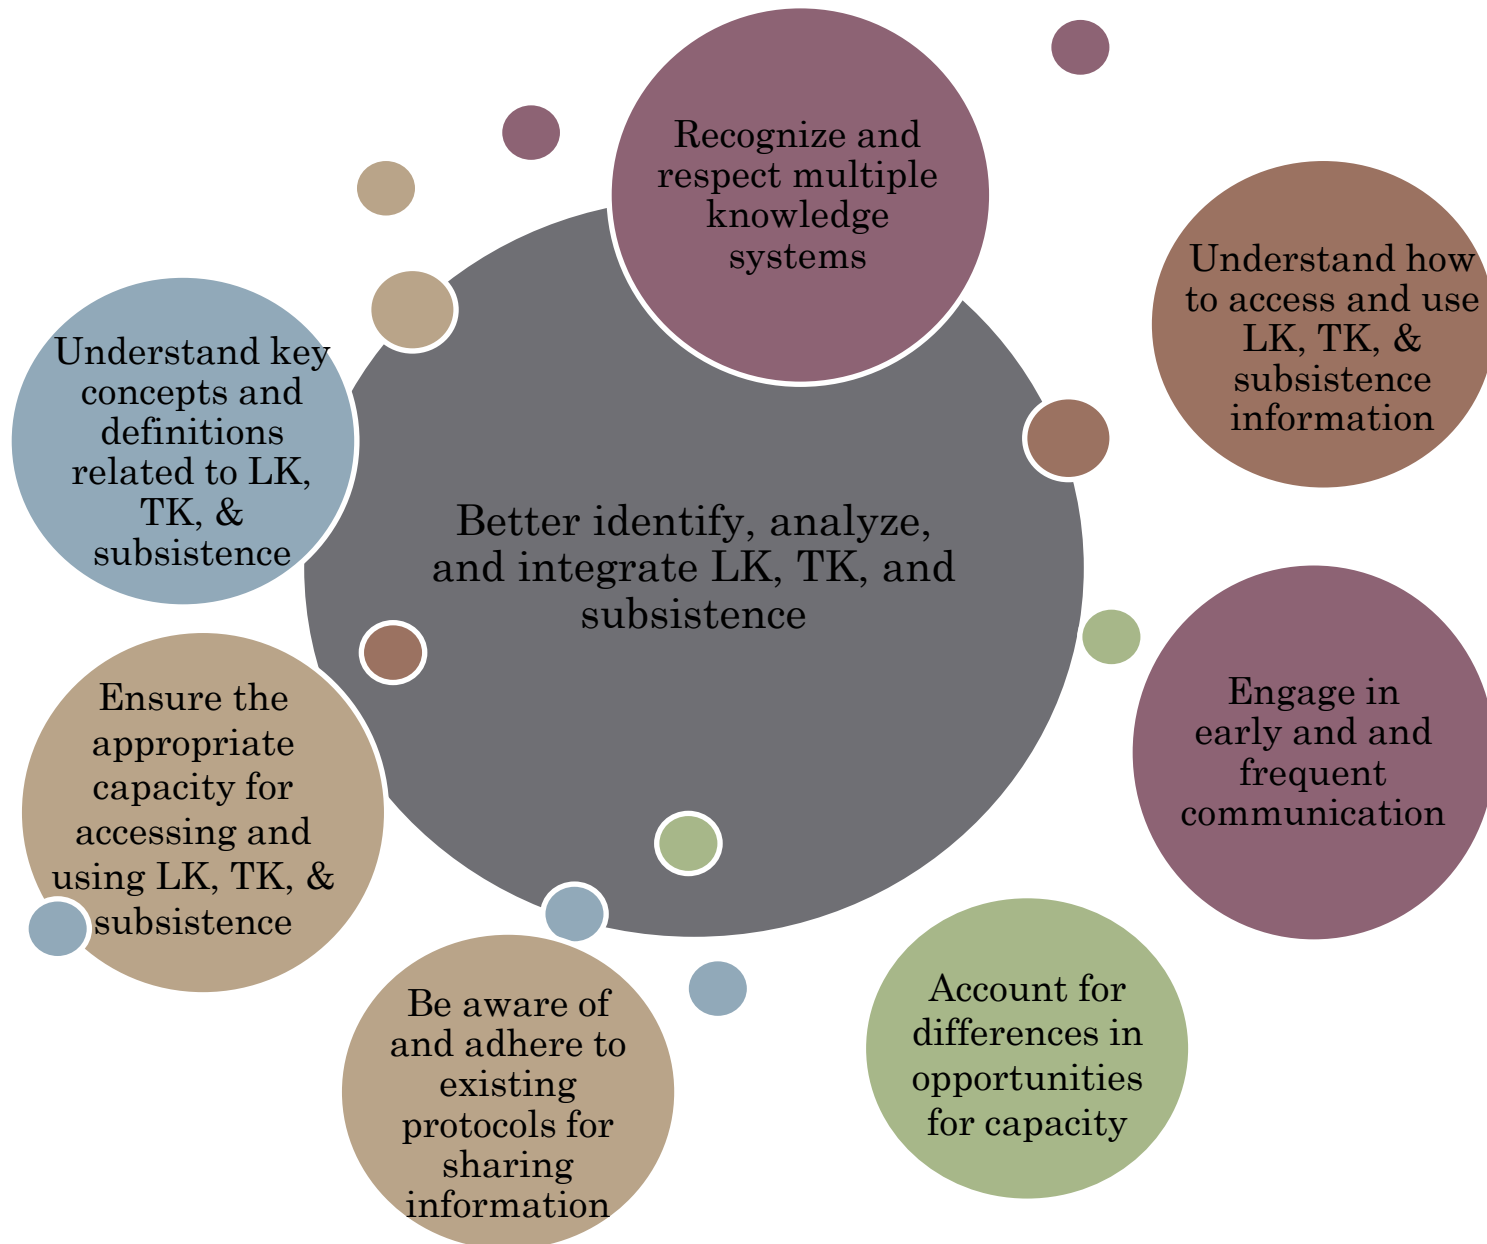 Recognize and
respect multiple
knowledge
systems
Understand how
to access and use
LK, TK, &
subsistence
information
Understand key
concepts and
definitions
related to LK,
TK, &
subsistence
Better identify, analyze,
and integrate LK, TK, and
subsistence
Engage in
early and and
frequent
communication
Ensure the
appropriate
capacity for
accessing and
using LK, TK, &
subsistence
Account for
differences in
opportunities
for capacity
Be aware of
and adhere to
existing
protocols for
sharing
information